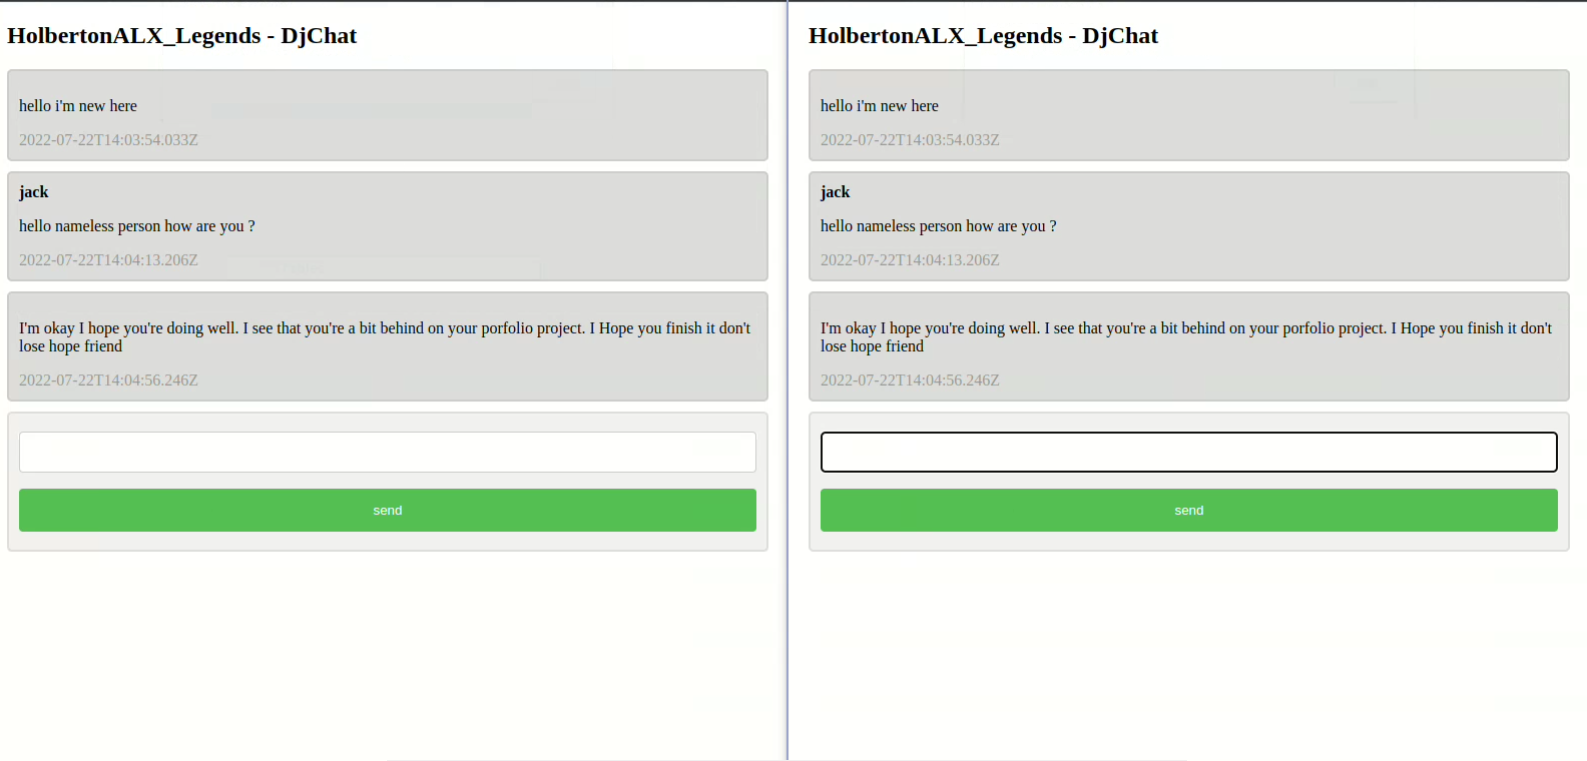 HolbertonALX_Legends - DjChat
hello i'm new here
2022-07-22T14:03:54.033Z
jack
hello nameless person how are you ?
2022-07-22T14:04:13.206Z
I'm okay I hope you're doing well. I see that you're a bit behind on your porfolio project. I Hope you finish it don't
lose hope friend
2022-07-22T14:04:56.246Z
send
HolbertonALX_Legends - DjChat
hello i'm new here
2022-07-22T14:03:54.033Z
jack
hello nameless person how are you ?
2022-07-22T14:04:13.206Z
I'm okay I hope you're doing well. I see that you're a bit behind on your porfolio project. I Hope you finish it don't
lose hope friend
2022-07-22T14:04:56.246Z
send